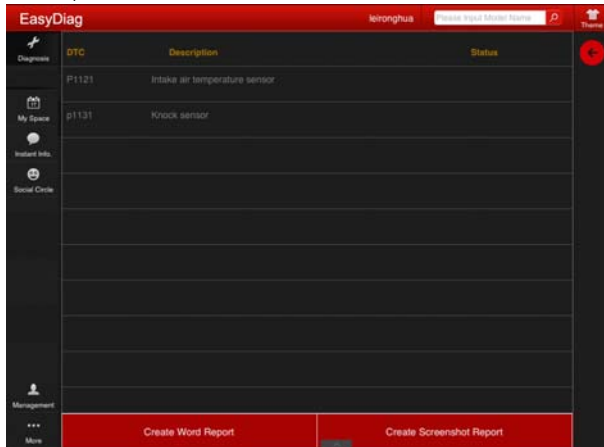 EasyDiag leironghua Please Input Model Name Theme
Diagnosis
DTC Description Status
P1121 Intake air temperature sensor
My Space
p1131 Knock sensor
Instant Info.
Social Circle
Management
More
Create Word Report Create Screenshot Report